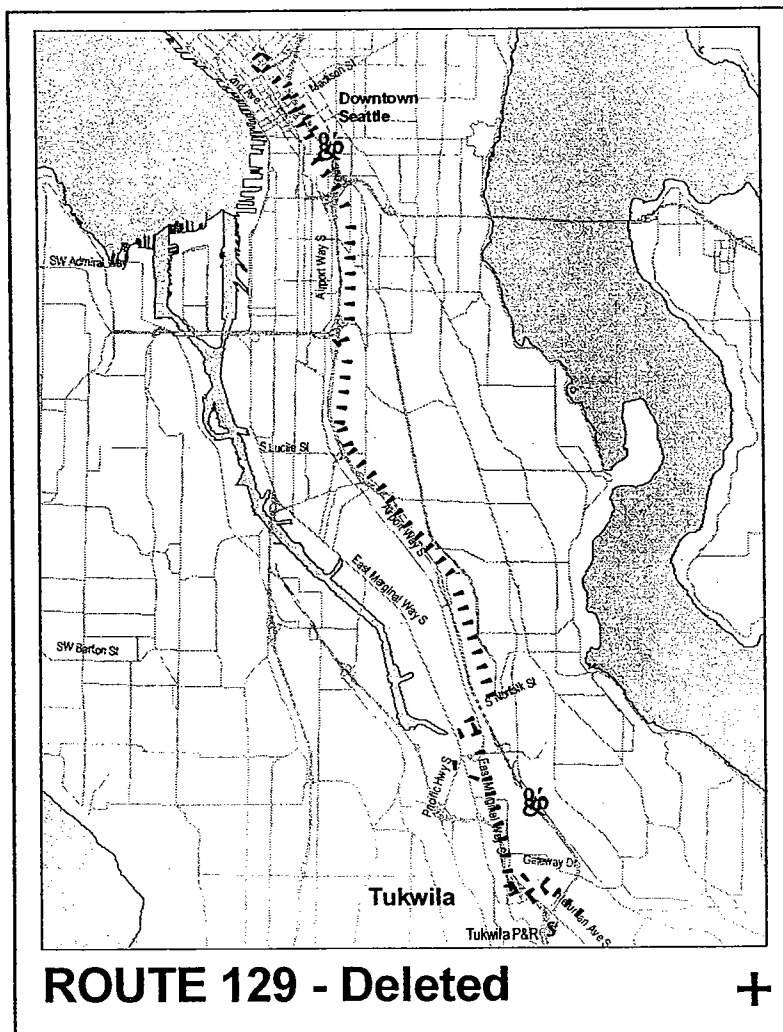 Madison St
2nd Ave
Downtown
Seattle
SW Admiral Way
Airport Way S
S Lucile St
Airport Way S
East Marginal Way S
SW Barton St
S Norfolk St
Pacific Hwy S
East Marginal Way S
Gateway Dr
Tukwila
Interurban Ave S
Tukwila P&R
ROUTE 129 - Deleted